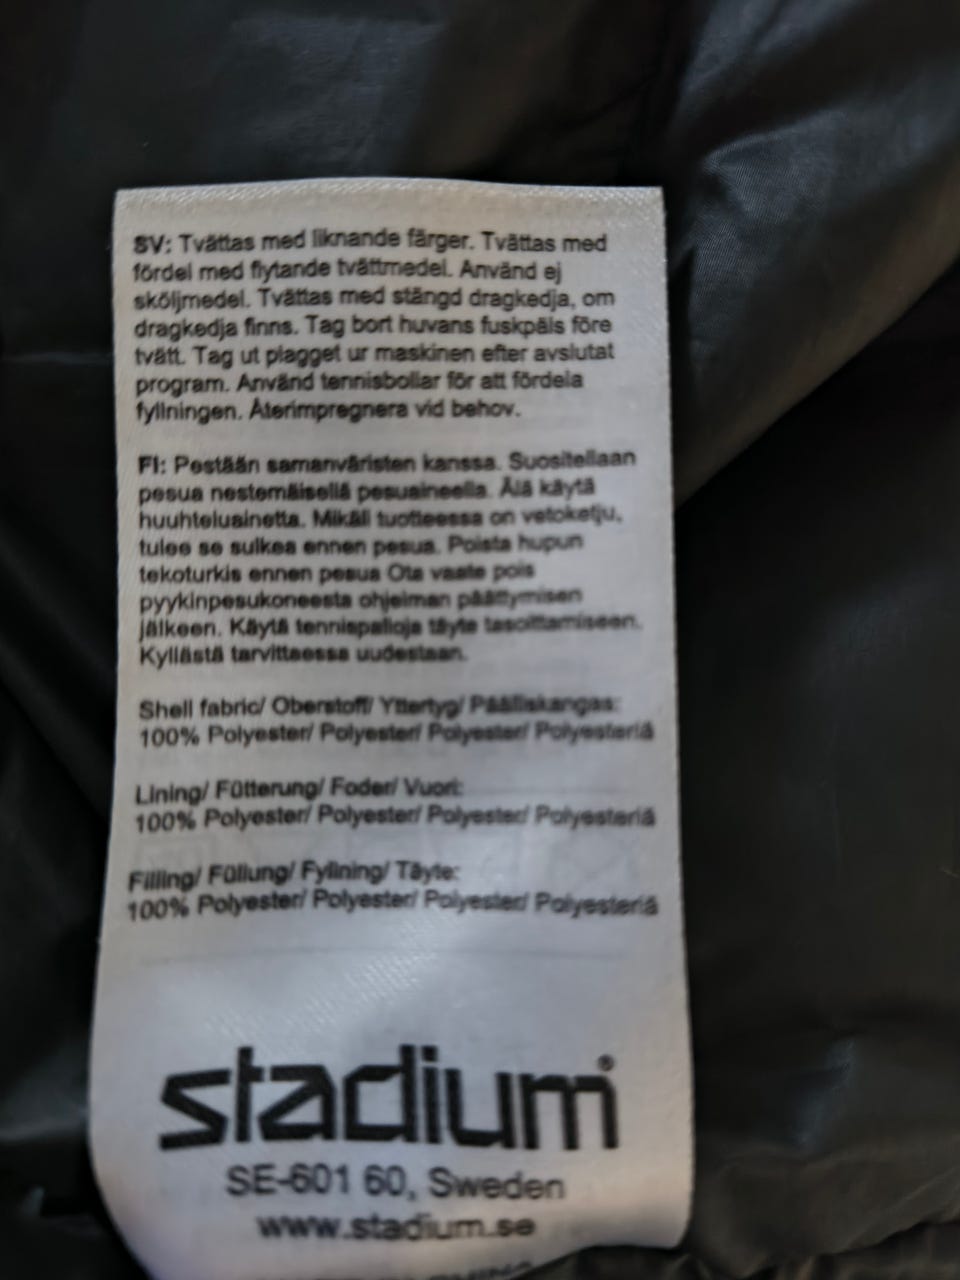 SV: Tvättas med liknande färger. Tvättas med
fördel med flytande tvättmedel. Använd ej
sköljmedel. Tvättas med stängd dragkedja, om
dragkedja finns. Tag bort huvans fuskpäls före
tvätt. Tag ut plagget ur maskinen efter avslutat
program. Använd tennisbollar för att fördela
fyllningen. Återimpregnera vid behov.
FI: Pestään samanväristen kanssa. Suositellaan
pesua nestemäisellä pesuaineella. Älä käytä
huuhteluainetta. Mikäli tuotteessa on vetoketju,
tulee se sulkea ennen pesua. Poista hupun
tekoturkis ennen pesua Ota vaate pois
pyykinpesukoneesta ohjelman päättymisen
jälkeen. Käytä tennispalloja täyte tasoittamiseen.
Kyllästä tarvittaessa uudestaan.
Shell fabric/ Oberstoff/ Yttertyg/ Päälliskangas:
100% Polyester/ Polyester/ Polyester/ Polyesteriä
Lining/ Fütterung/ Foder/ Vuori:
100% Polyester/ Polyester/ Polyester/ Polyesteriä
Filling/ Füllung/ Fyllning/ Täyte:
100% Polyester/ Polyester/ Polyester/ Polyesteriä
stadium®
SE-601 60, Sweden
www.stadium.se